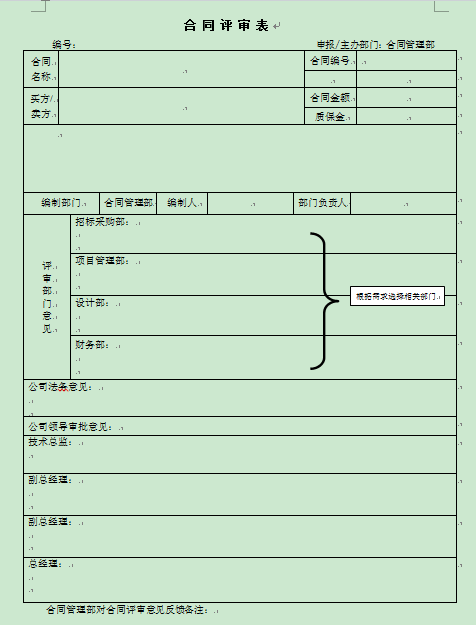 合同评审表
编号：
申报/主办部门：合同管理部
合同名称
合同编号
买方/卖方
合同金额
质保金
编制部门 合同管理部 编制人 部门负责人
评审部门意见
招标采购部：
项目管理部：
设计部：
财务部：
根据需求选择相关部门
公司法务意见：
公司领导审批意见：
技术总监：
副总经理：
副总经理：
总经理：
合同管理部对合同评审意见反馈备注：